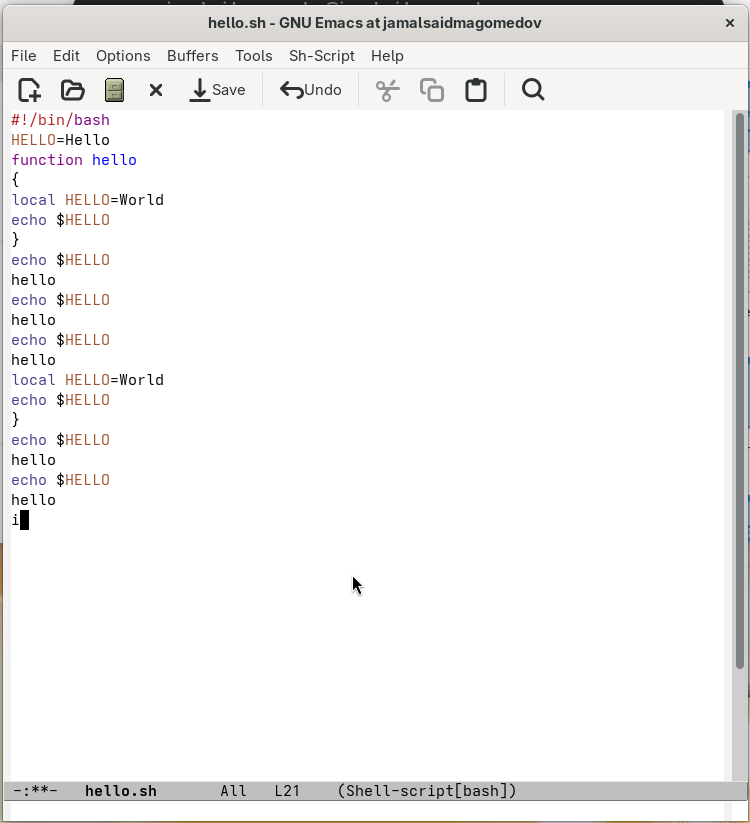 hello.sh - GNU Emacs at jamalsaidmagomedov
File Edit Options Buffers Tools Sh-Script Help
Save Undo
#!/bin/bash
HELLO=Hello
function hello
{
local HELLO=World
echo $HELLO
}
echo $HELLO
hello
echo $HELLO
hello
echo $HELLO
hello
local HELLO=World
echo $HELLO
}
echo $HELLO
hello
echo $HELLO
hello
i
-:**- hello.sh All L21 (Shell-script[bash])